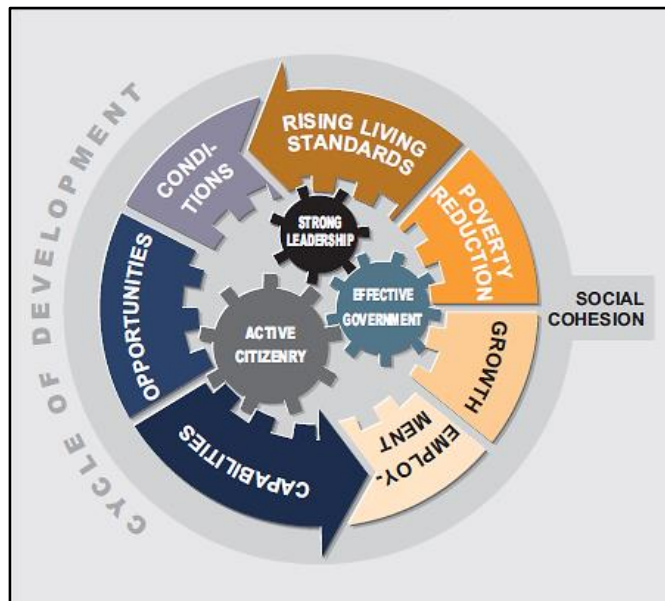 CYCLE OF DEVELOPMENT
RISING LIVING
STANDARDS
POVERTY
REDUCTION
SOCIAL
COHESION
GROWTH
EMPLOY-
MENT
CAPABILITIES
OPPORTUNITIES
CONDI-
TIONS
STRONG
LEADERSHIP
EFFECTIVE
GOVERNMENT
ACTIVE
CITIZENRY